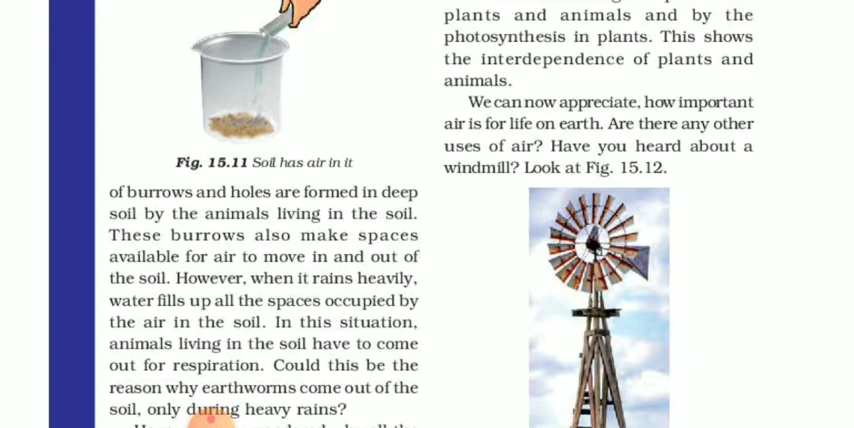 Fig. 15.11 Soil has air in it
of burrows and holes are formed in deep
soil by the animals living in the soil.
These burrows also make spaces
available for air to move in and out of
the soil. However, when it rains heavily,
water fills up all the spaces occupied by
the air in the soil. In this situation,
animals living in the soil have to come
out for respiration. Could this be the
reason why earthworms come out of the
soil, only during heavy rains?
plants and animals and by the
photosynthesis in plants. This shows
the interdependence of plants and
animals.
We can now appreciate, how important
air is for life on earth. Are there any other
uses of air? Have you heard about a
windmill? Look at Fig. 15.12.